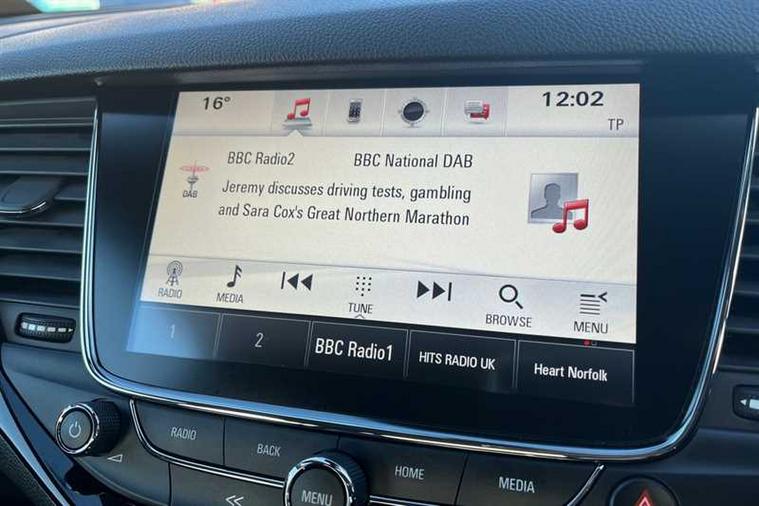 16° 12:02
TP
BBC Radio2 BBC National DAB
DAB
Jeremy discusses driving tests, gambling
and Sara Cox's Great Northern Marathon
RADIO MEDIA TUNE BROWSE MENU
1 2 BBC Radio1 HITS RADIO UK Heart Norfolk
RADIO BACK HOME MEDIA
MENU